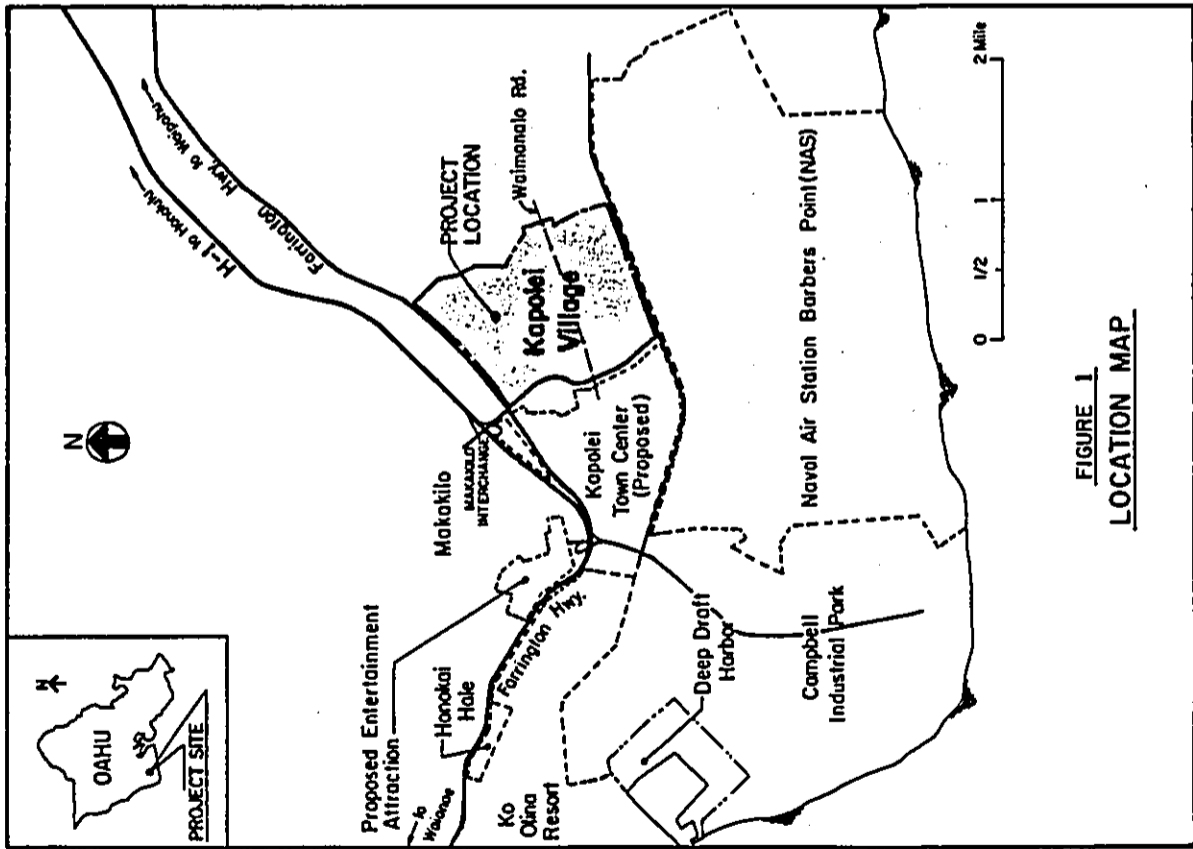 N
OAHU
PROJECT SITE
N
H-1 to Honolulu
Farrington Hwy. to Waipahu
PROJECT
LOCATION
Waimanalo Rd.
Kapolei
Village
Makakilo
MAKAKILO
INTERCHANGE
Kapolei
Town Center
(Proposed)
Proposed Entertainment
Attraction
Farrington Hwy.
Honokai
Hale
to
Waianae
Ko
Olina
Resort
Deep Draft
Harbor
Campbell
Industrial Park
Naval Air Station Barbers Point (NAS)
0 1/2 1 2 Mile
FIGURE 1
LOCATION MAP